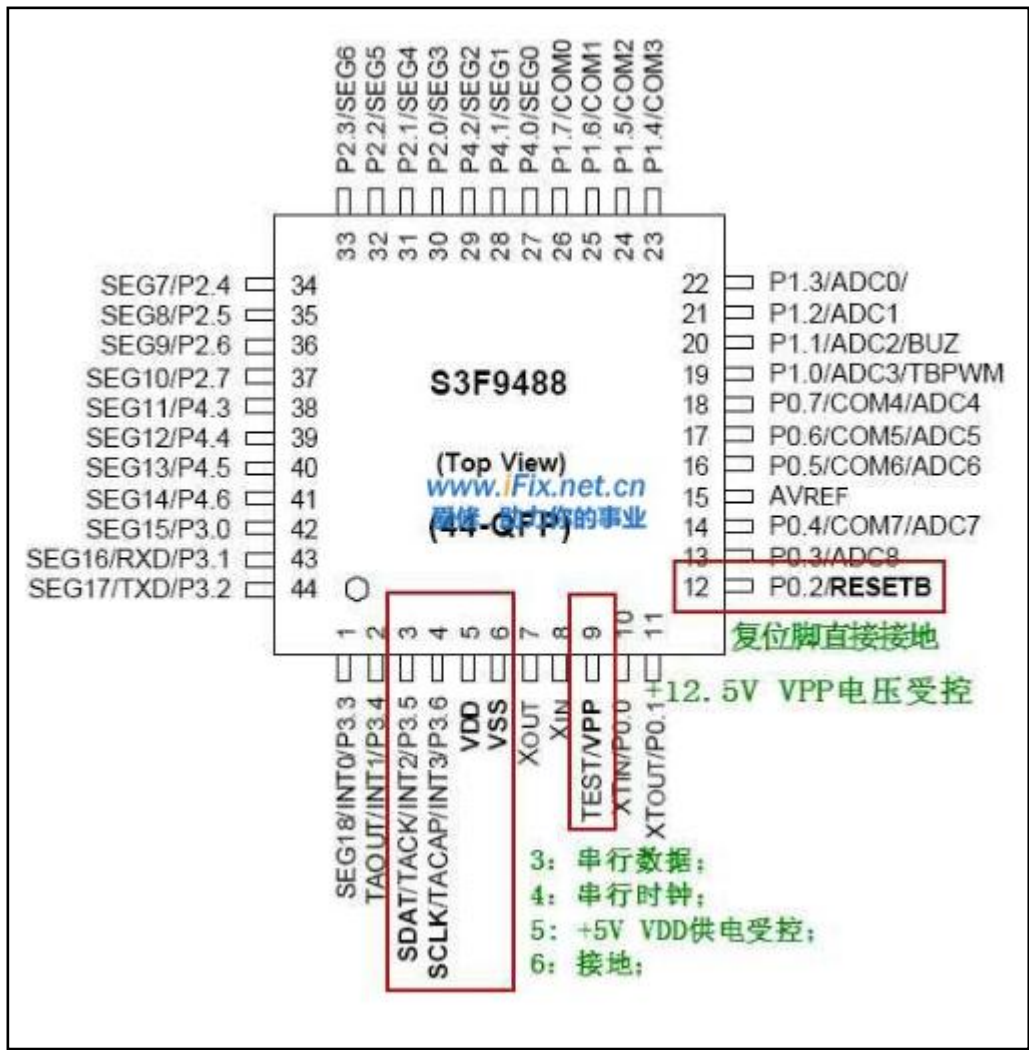 P2.3/SEG6
P2.2/SEG5
P2.1/SEG4
P2.0/SEG3
P4.2/SEG2
P4.1/SEG1
P4.0/SEG0
P1.7/COM0
P1.6/COM1
P1.5/COM2
P1.4/COM3
33 32 31 30 29 28 27 26 25 24 23
SEG7/P2.4 34
SEG8/P2.5 35
SEG9/P2.6 36
SEG10/P2.7 37
SEG11/P4.3 38
SEG12/P4.4 39
SEG13/P4.5 40
SEG14/P4.6 41
SEG15/P3.0 42
SEG16/RXD/P3.1 43
SEG17/TXD/P3.2 44
S3F9488
(Top View)
www.iFix.net.cn
爱修 助力你的事业
(44-QFP)
22 P1.3/ADC0/
21 P1.2/ADC1
20 P1.1/ADC2/BUZ
19 P1.0/ADC3/TBPWM
18 P0.7/COM4/ADC4
17 P0.6/COM5/ADC5
16 P0.5/COM6/ADC6
15 AVREF
14 P0.4/COM7/ADC7
13 P0.3/ADC8
12 P0.2/RESETB
复位脚直接接地
1 2 3 4 5 6 7 8 9 10 11
SEG18/INT0/P3.3
TAOUT/INT1/P3.4
SDAT/TACK/INT2/P3.5
SCLK/TACAP/INT3/P3.6
VDD
VSS
XOUT
XIN
TEST/VPP
XTIN/P0.0
XTOUT/P0.1
+12.5V VPP电压受控
3: 串行数据;
4: 串行时钟;
5: +5V VDD供电受控;
6: 接地;